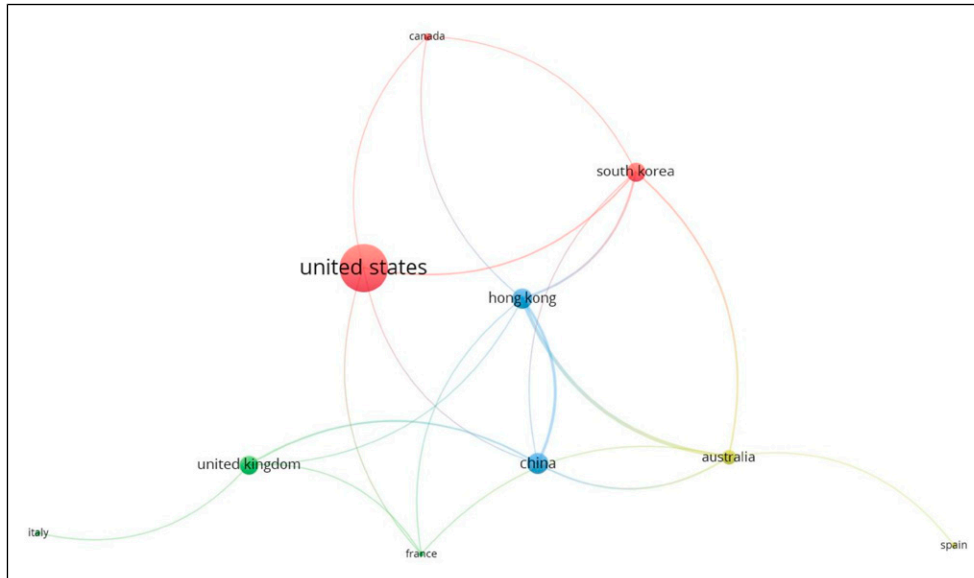 canada
south korea
united states
hong kong
united kingdom
china
australia
italy
france
spain